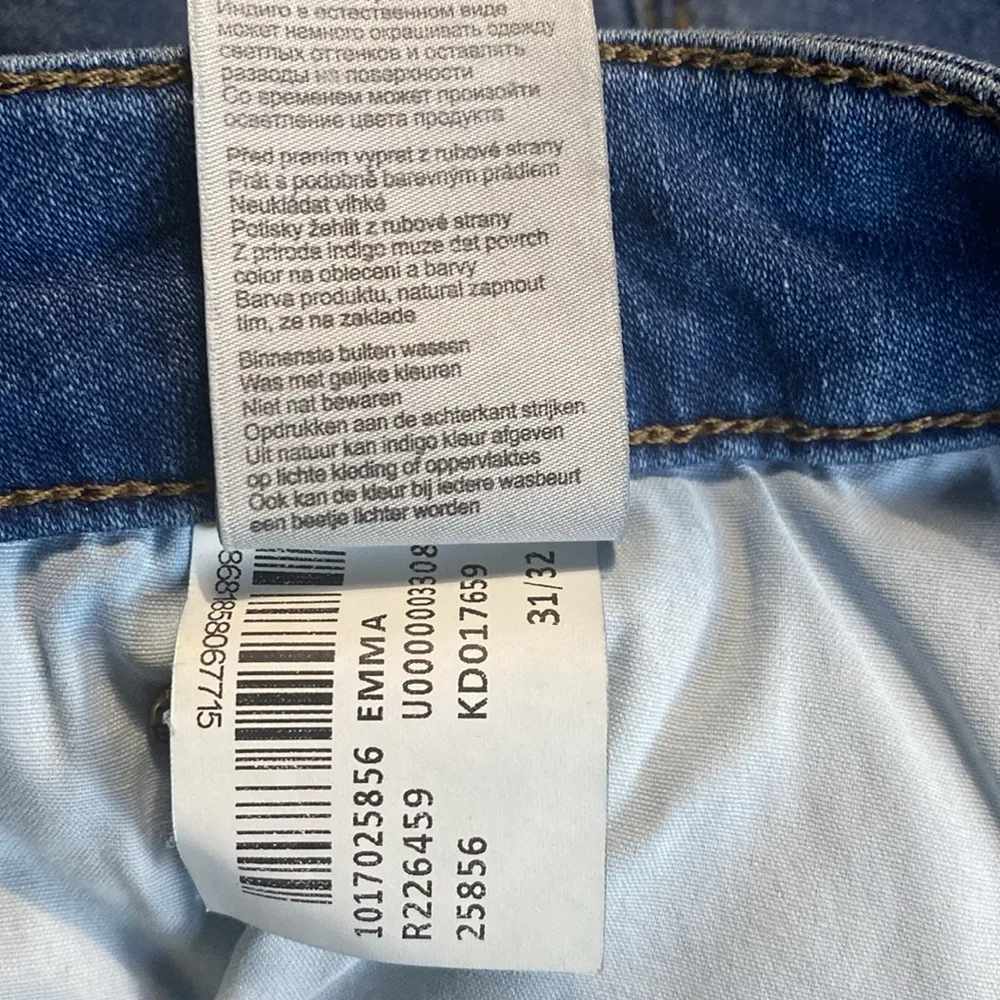 Индиго в естественном виде
может немного окрашивать одежду
светлых оттенков и оставлять
разводы на поверхности
Со временем может произойти
осветление цвета продукта
Před praním vyprat z rubové strany
Prát s podobně barevným prádlem
Neukládat vlhké
Potisky žehlit z rubové strany
Z prirode indigo muze det povrch
color na obleceni a barvy
Barva produktu, natural zapnout
tim, ze na zaklade
Binnenste buiten wassen
Was met gelijke kleuren
Niet nat bewaren
Opdrukken aan de achterkant strijken
Uit natuur kan indigo kleur afgeven
op lichte kleding of oppervlaktes
Ook kan de kleur bij iedere wasbeurt
een beetje lichter worden
8681858067715
1017025856 EMMA
R226459 U000003308
25856 KDO17659
31/32